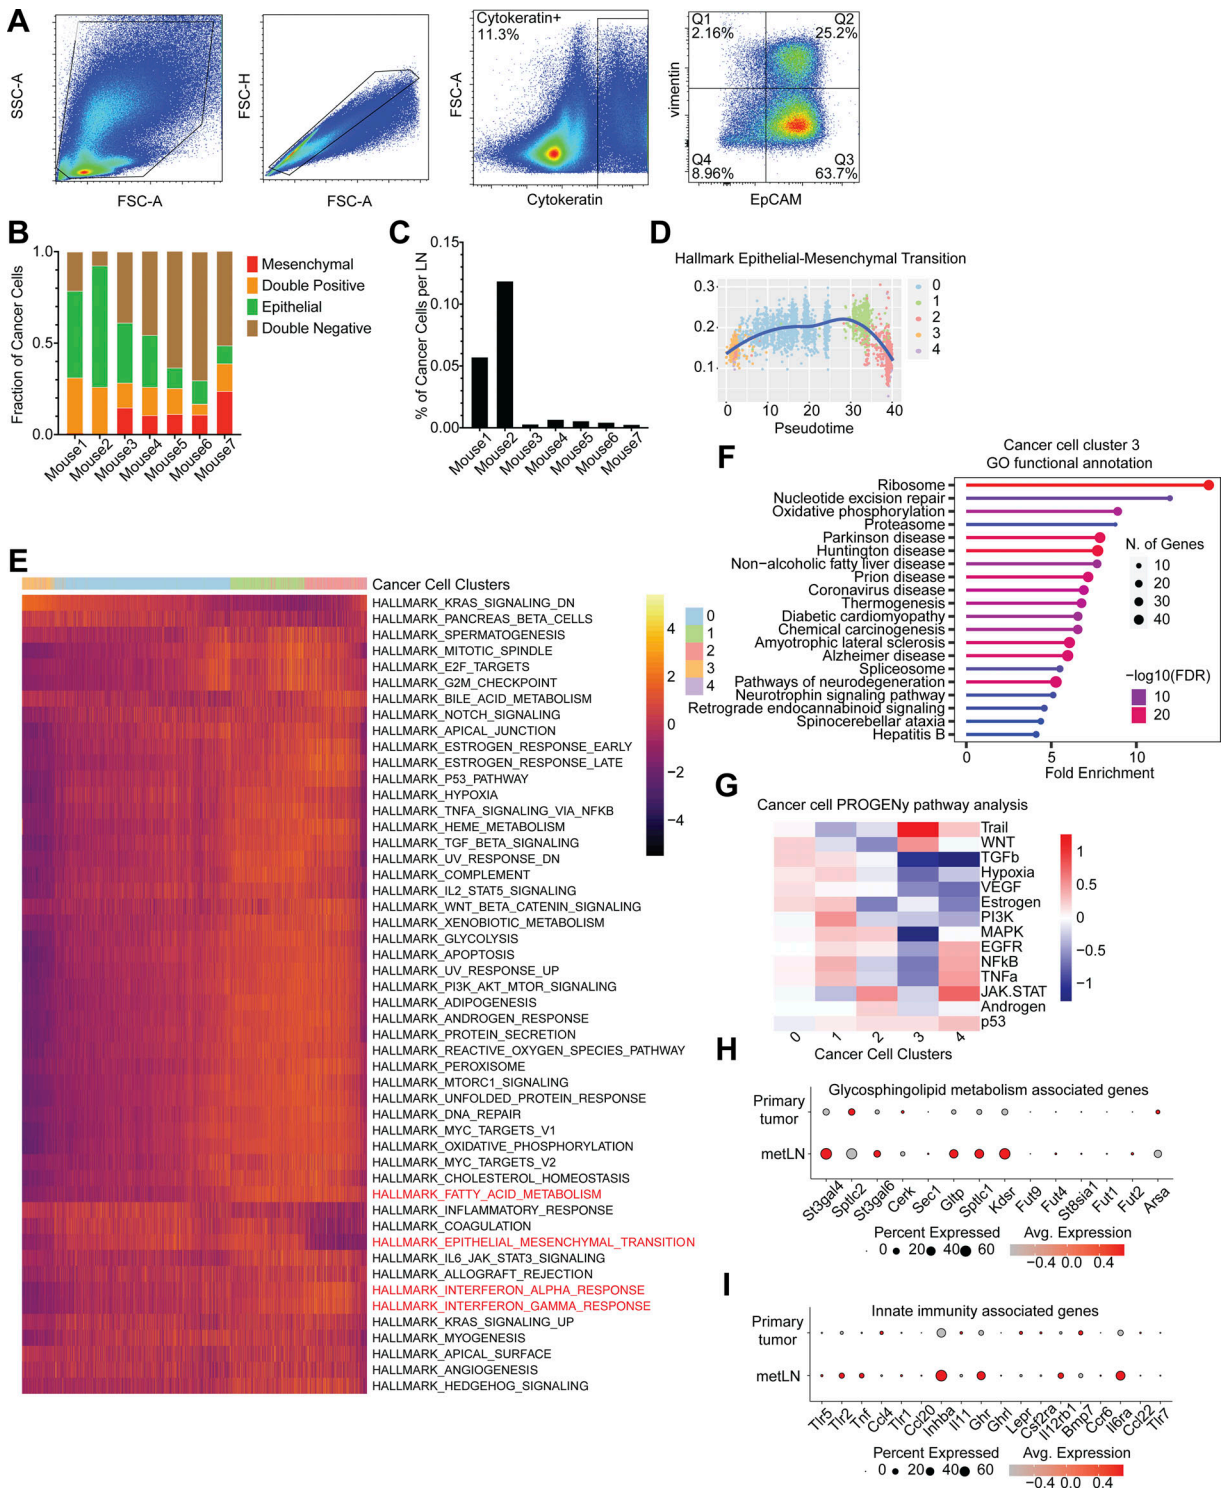 A
SSC-A
FSC-A
FSC-H
FSC-A
Cytokeratin+
11.3%
FSC-A
Cytokeratin
Q1
2.16%
Q2
25.2%
Q4
8.96%
Q3
63.7%
vimentin
EpCAM
B
Fraction of Cancer Cells
1.0
0.5
0.0
Mouse1
Mouse2
Mouse3
Mouse4
Mouse5
Mouse6
Mouse7
Mesenchymal
Double Positive
Epithelial
Double Negative
C
% of Cancer Cells per LN
0.15
0.10
0.05
0.00
Mouse1
Mouse2
Mouse3
Mouse4
Mouse5
Mouse6
Mouse7
D
Hallmark Epithelial-Mesenchymal Transition
0.3
0.2
0.1
0 10 20 30 40
Pseudotime
0
1
2
3
4
E
Cancer Cell Clusters
HALLMARK_KRAS_SIGNALING_DN
HALLMARK_PANCREAS_BETA_CELLS
HALLMARK_SPERMATOGENESIS
HALLMARK_MITOTIC_SPINDLE
HALLMARK_E2F_TARGETS
HALLMARK_G2M_CHECKPOINT
HALLMARK_BILE_ACID_METABOLISM
HALLMARK_NOTCH_SIGNALING
HALLMARK_APICAL_JUNCTION
HALLMARK_ESTROGEN_RESPONSE_EARLY
HALLMARK_ESTROGEN_RESPONSE_LATE
HALLMARK_P53_PATHWAY
HALLMARK_HYPOXIA
HALLMARK_TNFA_SIGNALING_VIA_NFKB
HALLMARK_HEME_METABOLISM
HALLMARK_TGF_BETA_SIGNALING
HALLMARK_UV_RESPONSE_DN
HALLMARK_COMPLEMENT
HALLMARK_IL2_STAT5_SIGNALING
HALLMARK_WNT_BETA_CATENIN_SIGNALING
HALLMARK_XENOBIOTIC_METABOLISM
HALLMARK_GLYCOLYSIS
HALLMARK_APOPTOSIS
HALLMARK_UV_RESPONSE_UP
HALLMARK_PI3K_AKT_MTOR_SIGNALING
HALLMARK_ADIPOGENESIS
HALLMARK_ANDROGEN_RESPONSE
HALLMARK_PROTEIN_SECRETION
HALLMARK_REACTIVE_OXYGEN_SPECIES_PATHWAY
HALLMARK_PEROXISOME
HALLMARK_MTORC1_SIGNALING
HALLMARK_UNFOLDED_PROTEIN_RESPONSE
HALLMARK_DNA_REPAIR
HALLMARK_MYC_TARGETS_V1
HALLMARK_OXIDATIVE_PHOSPHORYLATION
HALLMARK_MYC_TARGETS_V2
HALLMARK_CHOLESTEROL_HOMEOSTASIS
HALLMARK_FATTY_ACID_METABOLISM
HALLMARK_INFLAMMATORY_RESPONSE
HALLMARK_COAGULATION
HALLMARK_EPITHELIAL_MESENCHYMAL_TRANSITION
HALLMARK_IL6_JAK_STAT3_SIGNALING
HALLMARK_ALLOGRAFT_REJECTION
HALLMARK_INTERFERON_ALPHA_RESPONSE
HALLMARK_INTERFERON_GAMMA_RESPONSE
HALLMARK_KRAS_SIGNALING_UP
HALLMARK_MYOGENESIS
HALLMARK_APICAL_SURFACE
HALLMARK_ANGIOGENESIS
HALLMARK_HEDGEHOG_SIGNALING
4
2
0
−2
−4
0
1
2
3
4
F
Cancer cell cluster 3
GO functional annotation
Ribosome
Nucleotide excision repair
Oxidative phosphorylation
Proteasome
Parkinson disease
Huntington disease
Non-alcoholic fatty liver disease
Prion disease
Coronavirus disease
Thermogenesis
Diabetic cardiomyopathy
Chemical carcinogenesis
Amyotrophic lateral sclerosis
Alzheimer disease
Spliceosome
Pathways of neurodegeneration
Neurotrophin signaling pathway
Retrograde endocannabinoid signaling
Spinocerebellar ataxia
Hepatitis B
0 5 10
Fold Enrichment
N. of Genes
10
20
30
40
−log10(FDR)
10
20
G
Cancer cell PROGENy pathway analysis
Trail
WNT
TGFb
Hypoxia
VEGF
Estrogen
PI3K
MAPK
EGFR
NFkB
TNFa
JAK.STAT
Androgen
p53
0 1 2 3 4
Cancer Cell Clusters
1
0.5
0
−0.5
−1
H
Glycosphingolipid metabolism associated genes
Primary
tumor
metLN
St3gal4
Sptlc2
St3gal6
Cerk
Sec1
Gltp
Sptlc1
Kdsr
Fut9
Fut4
St8sia1
Fut1
Fut2
Arsa
Percent Expressed
0 20 40 60
Avg. Expression
−0.4 0.0 0.4
I
Innate immunity associated genes
Primary
tumor
metLN
Tlr5
Tlr2
Tnf
Ccl4
Tlr1
Ccl20
Inhba
Il11
Ghr
Ghrl
Lepr
Csf2ra
Il12rb1
Bmp7
Ccr6
Il6ra
Ccl22
Tlr7
Percent Expressed
0 20 40 60
Avg. Expression
−0.4 0.0 0.4